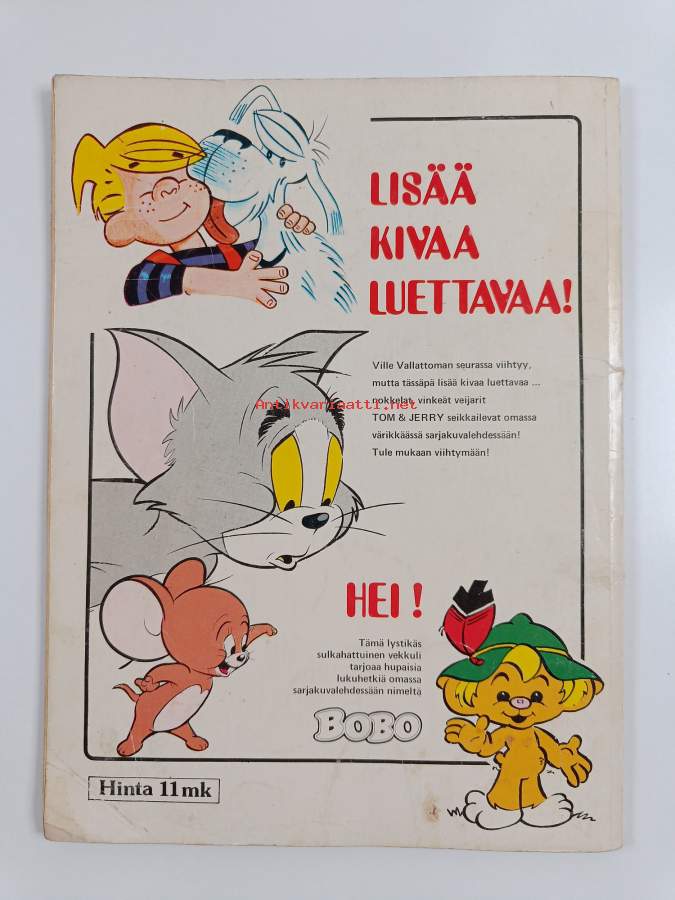 LISÄÄ
KIVAA
LUETTAVAA!
Ville Vallattoman seurassa viihtyy,
mutta tässäpä lisää kivaa luettavaa ...
nokkelat, vinkeät veijarit
Antikvariaatti.net
TOM & JERRY seikkailevat omassa
värikkäässä sarjakuvalehdessään!
Tule mukaan viihtymään!
HEI!
Tämä lystikäs
sulkahattuinen vekkuli
tarjoaa hupaisia
lukuhetkiä omassa
sarjakuvalehdessään nimeltä
BOBO
Hinta 11mk